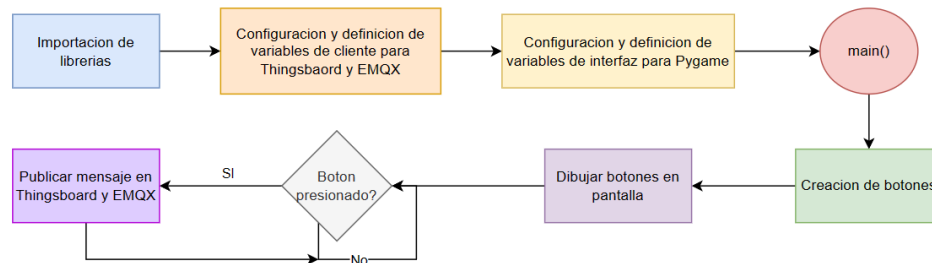 Importacion de
librerias
Configuracion y definicion de
variables de cliente para
Thingsbaord y EMQX
Configuracion y definicion de
variables de interfaz para Pygame
main()
Publicar mensaje en
Thingsboard y EMQX
SI
Boton
presionado?
No
Dibujar botones en
pantalla
Creacion de botones